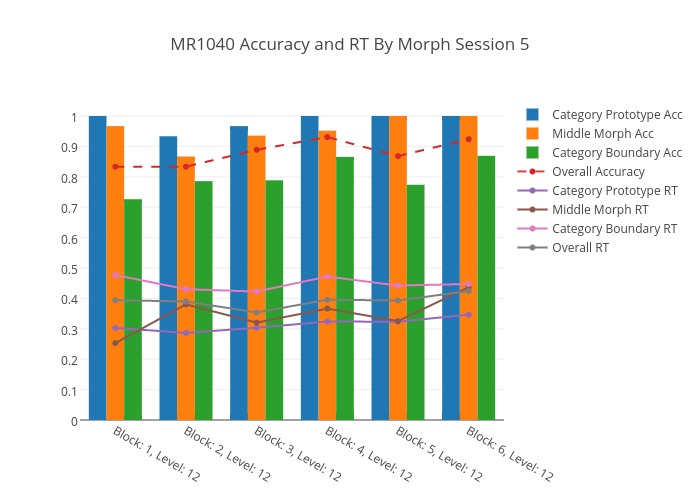 MR1040 Accuracy and RT By Morph Session 5
1
0.9
0.8
0.7
0.6
0.5
0.4
0.3
0.2
0.1
0
Block: 1, Level: 12
Block: 2, Level: 12
Block: 3, Level: 12
Block: 4, Level: 12
Block: 5, Level: 12
Block: 6, Level: 12
Category Prototype Acc
Middle Morph Acc
Category Boundary Acc
Overall Accuracy
Category Prototype RT
Middle Morph RT
Category Boundary RT
Overall RT